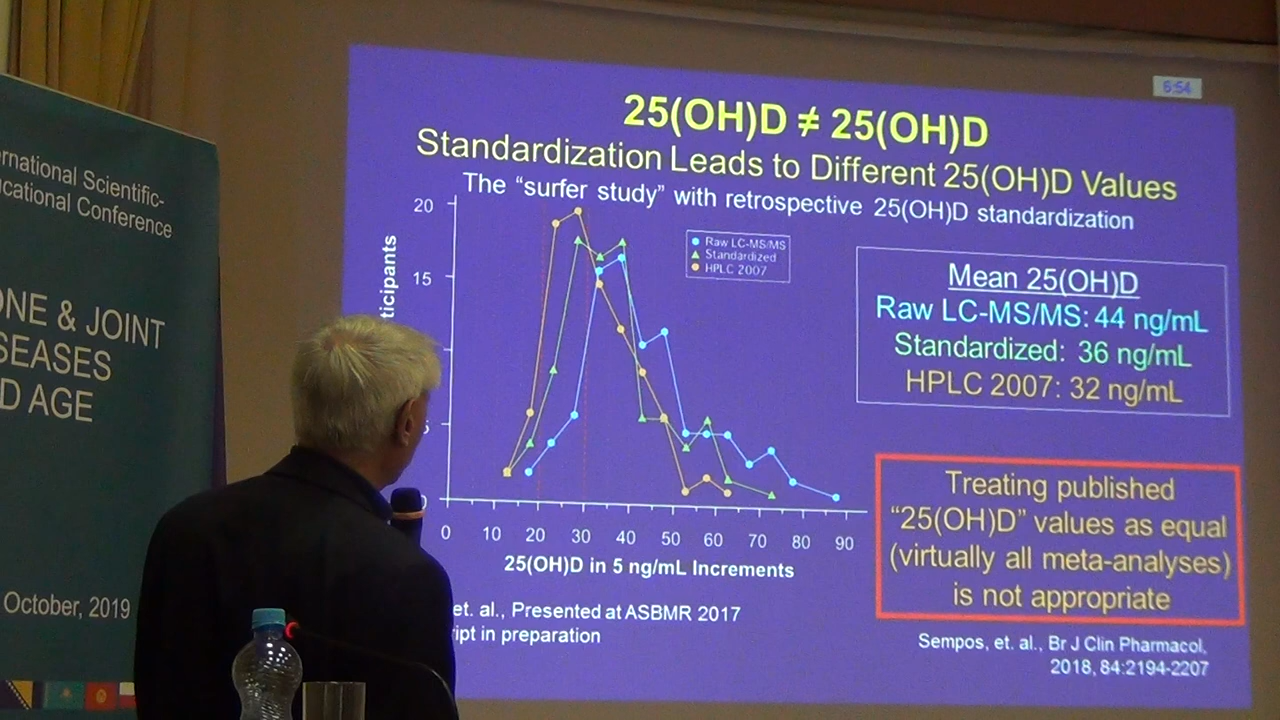 rnational Scientific-
cational Conference
ONE & JOINT
SEASES
D AGE
October, 2019
6:54
25(OH)D ≠ 25(OH)D
Standardization Leads to Different 25(OH)D Values
The "surfer study" with retrospective 25(OH)D standardization
20
15
5
0
ticipants
Raw LC-MS/MS
Standardized
HPLC 2007
0 10 20 30 40 50 60 70 80 90
25(OH)D in 5 ng/mL Increments
Mean 25(OH)D
Raw LC-MS/MS: 44 ng/mL
Standardized: 36 ng/mL
HPLC 2007: 32 ng/mL
Treating published
"25(OH)D" values as equal
(virtually all meta-analyses)
is not appropriate
et. al., Presented at ASBMR 2017
ript in preparation
Sempos, et. al., Br J Clin Pharmacol,
2018, 84:2194-2207